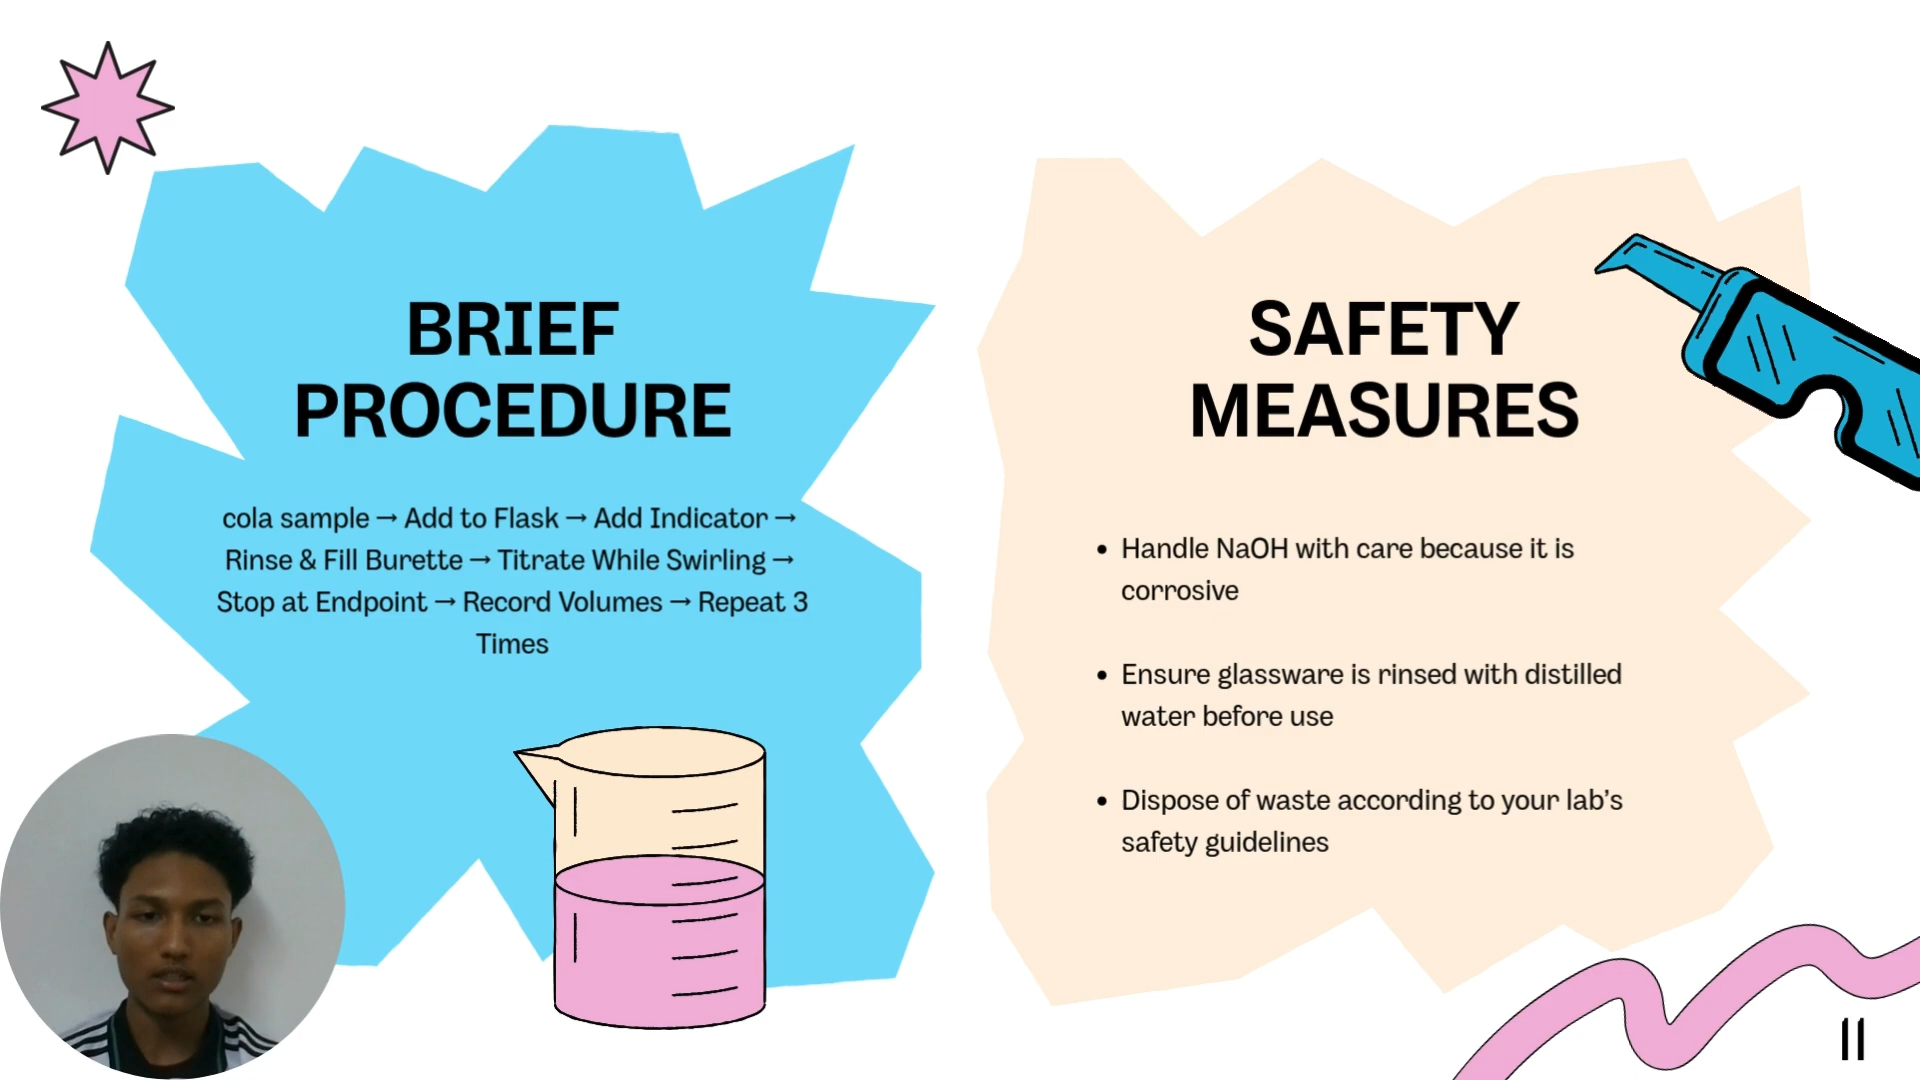 BRIEF
PROCEDURE
cola sample → Add to Flask → Add Indicator →
Rinse & Fill Burette → Titrate While Swirling →
Stop at Endpoint → Record Volumes → Repeat 3
Times
SAFETY
MEASURES
• Handle NaOH with care because it is
corrosive
• Ensure glassware is rinsed with distilled
water before use
• Dispose of waste according to your lab's
safety guidelines
11